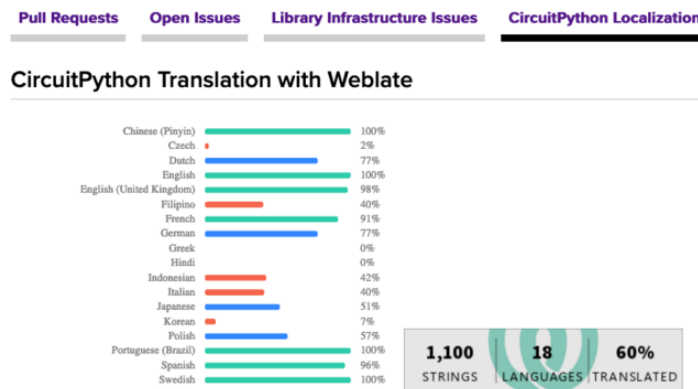 Pull Requests Open Issues Library Infrastructure Issues CircuitPython Localization
CircuitPython Translation with Weblate
Chinese (Pinyin) 100%
Czech 2%
Dutch 77%
English 100%
English (United Kingdom) 98%
Filipino 40%
French 91%
German 77%
Greek 0%
Hindi 0%
Indonesian 42%
Italian 40%
Japanese 51%
Korean 7%
Polish 57%
Portuguese (Brazil) 100%
Spanish 96%
Swedish 100%
1,100 18 60%
STRINGS LANGUAGES TRANSLATED